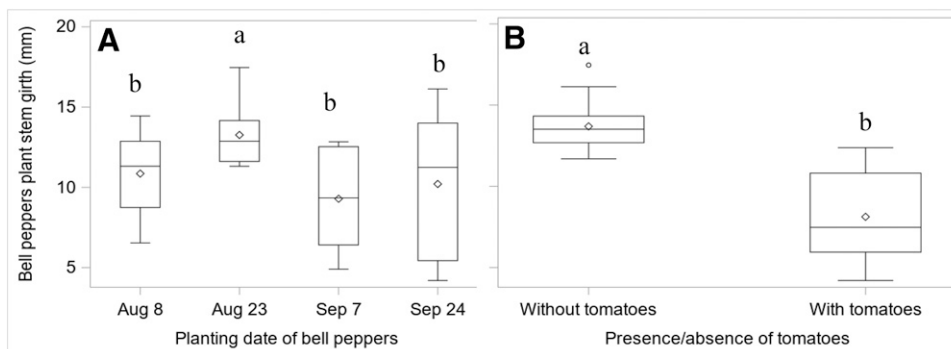 A
B
Bell peppers plant stem girth (mm)
20
15
10
5
b
a
b
b
a
b
Aug 8 Aug 23 Sep 7 Sep 24
Planting date of bell peppers
Without tomatoes With tomatoes
Presence/absence of tomatoes